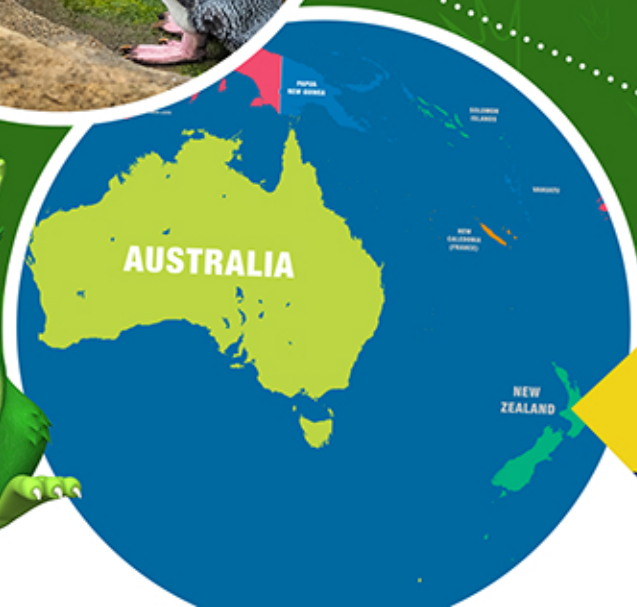 PAPUA
NEW GUINEA
SOLOMON
ISLANDS
VANUATU
NEW
CALEDONIA
(FRANCE)
AUSTRALIA
NEW
ZEALAND